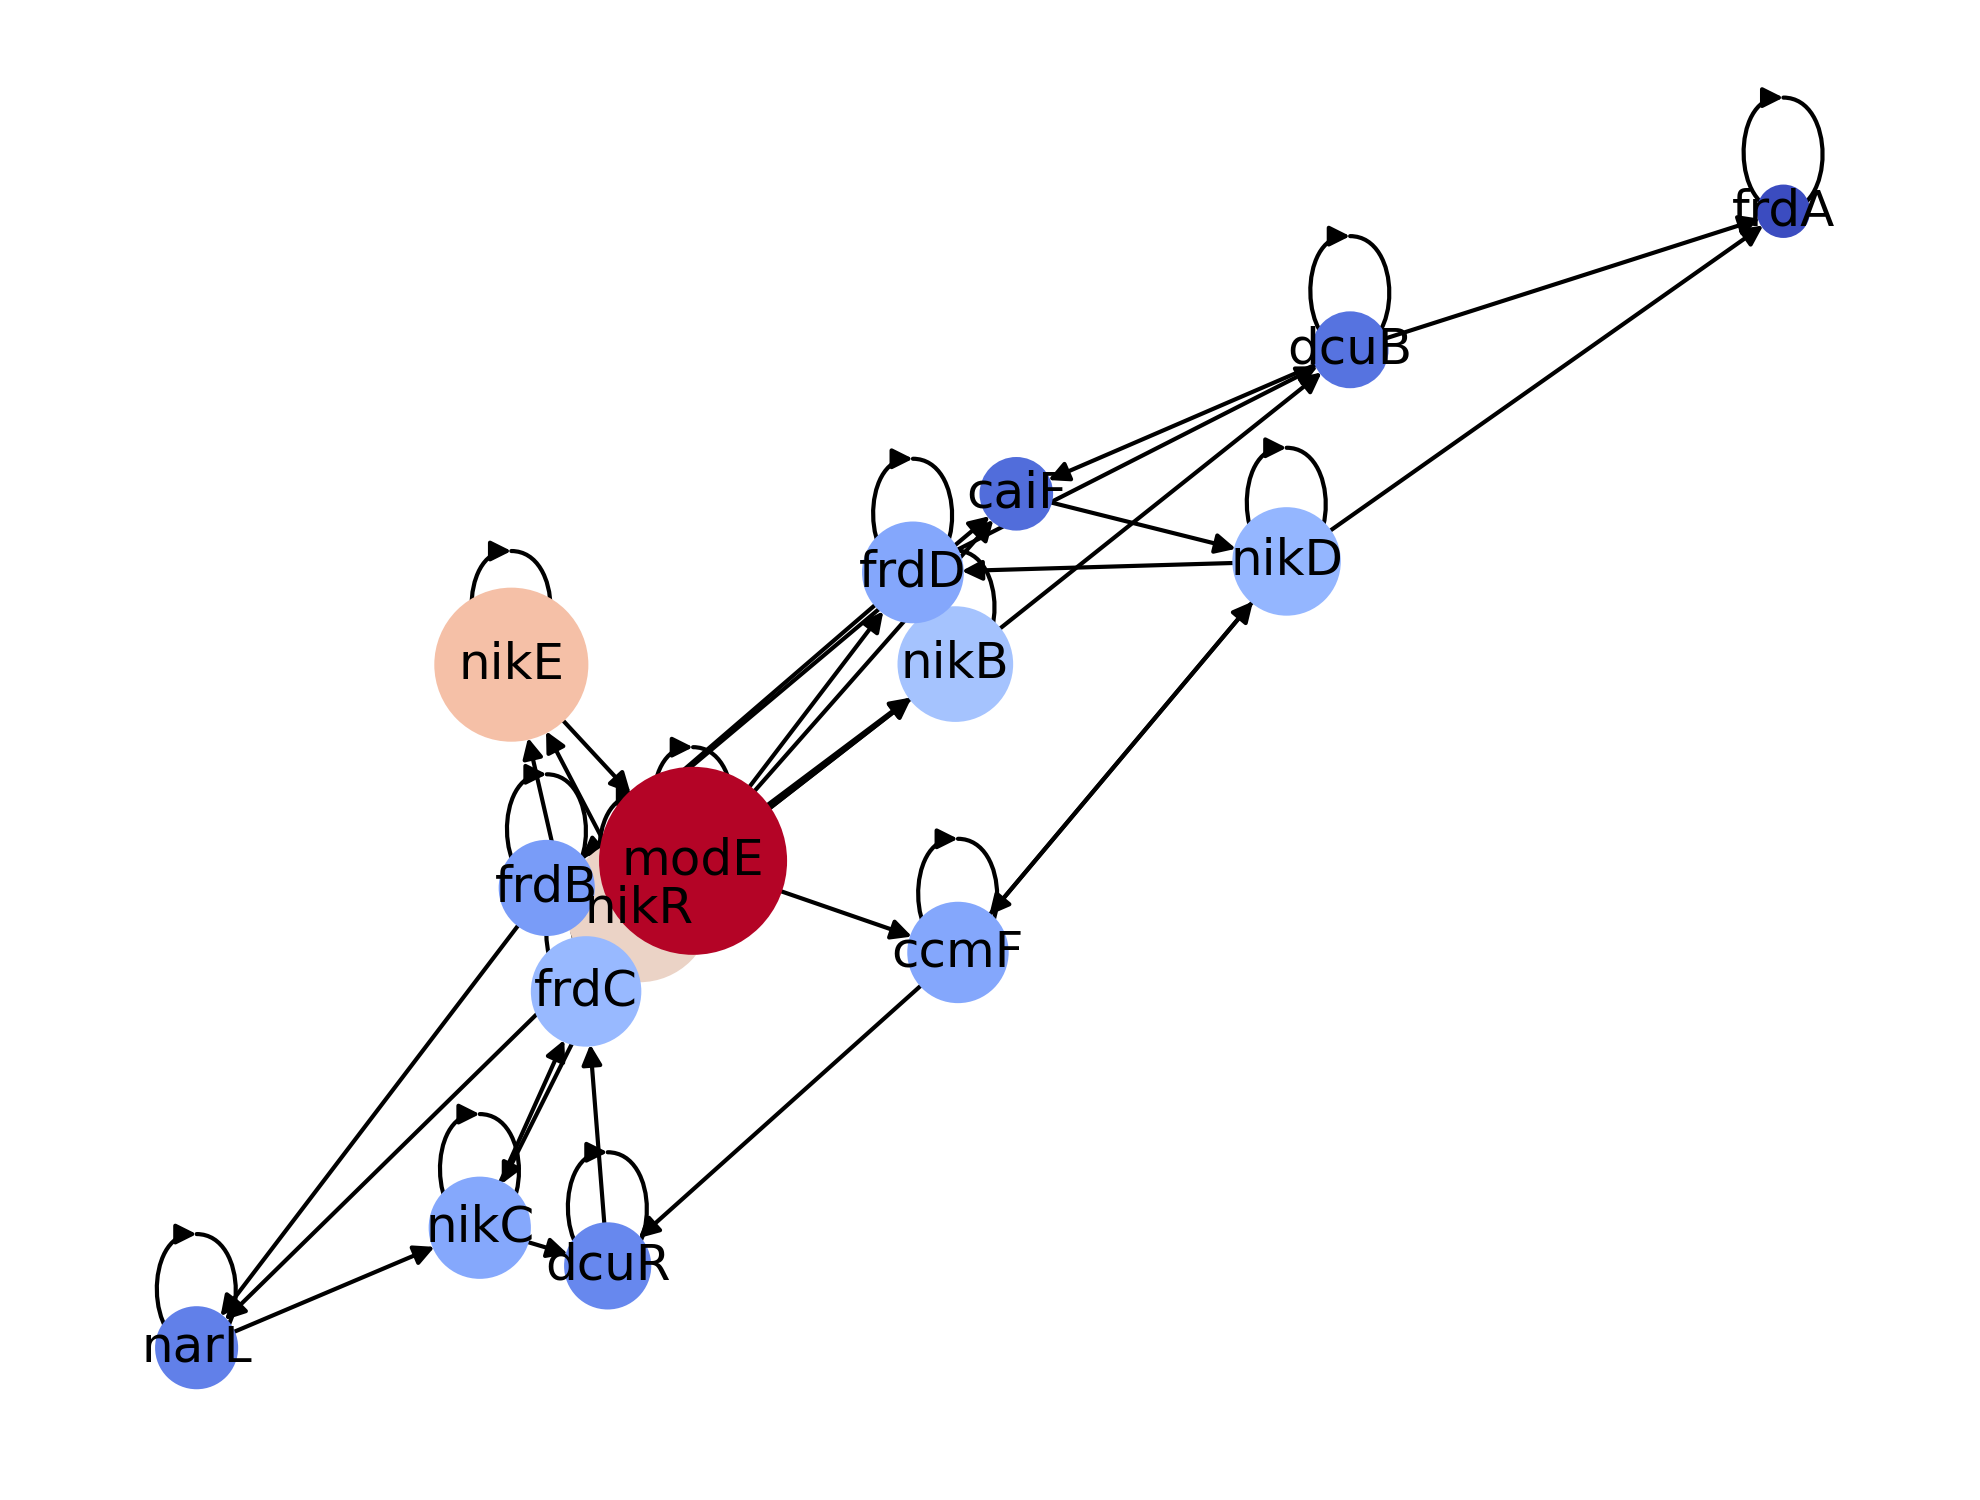 frdA
dcuB
caiF
nikD
frdD
nikE
nikB
modE
frdB
nikR
ccmF
frdC
nikC
dcuR
narL